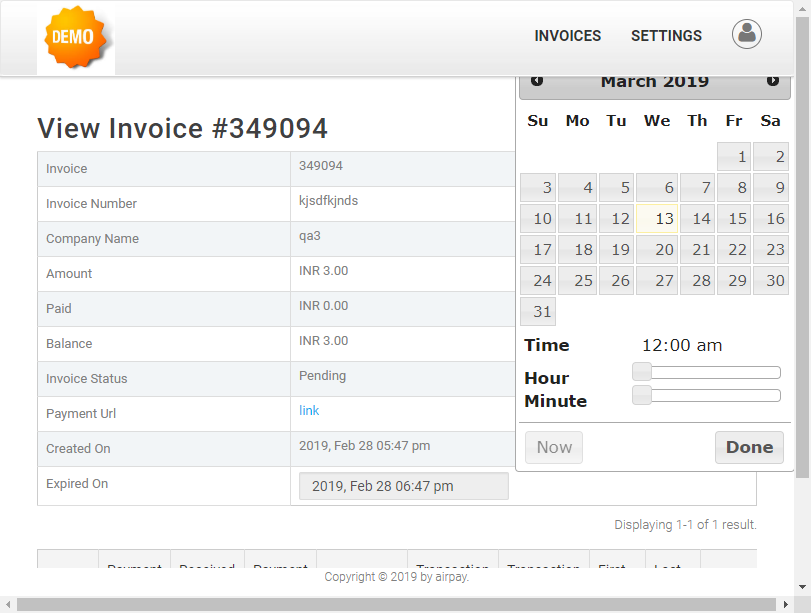 DEMO
INVOICES SETTINGS
View Invoice #349094
Invoice 349094
Invoice Number kjsdfkjnds
Company Name qa3
Amount INR 3.00
Paid INR 0.00
Balance INR 3.00
Invoice Status Pending
Payment Url link
Created On 2019, Feb 28 05:47 pm
Expired On 2019, Feb 28 06:47 pm
March 2019
Su Mo Tu We Th Fr Sa
1 2
3 4 5 6 7 8 9
10 11 12 13 14 15 16
17 18 19 20 21 22 23
24 25 26 27 28 29 30
31
Time 12:00 am
Hour
Minute
Now Done
Displaying 1-1 of 1 result.
Payment Received Payment Transaction Transaction First Last
Copyright © 2019 by airpay.